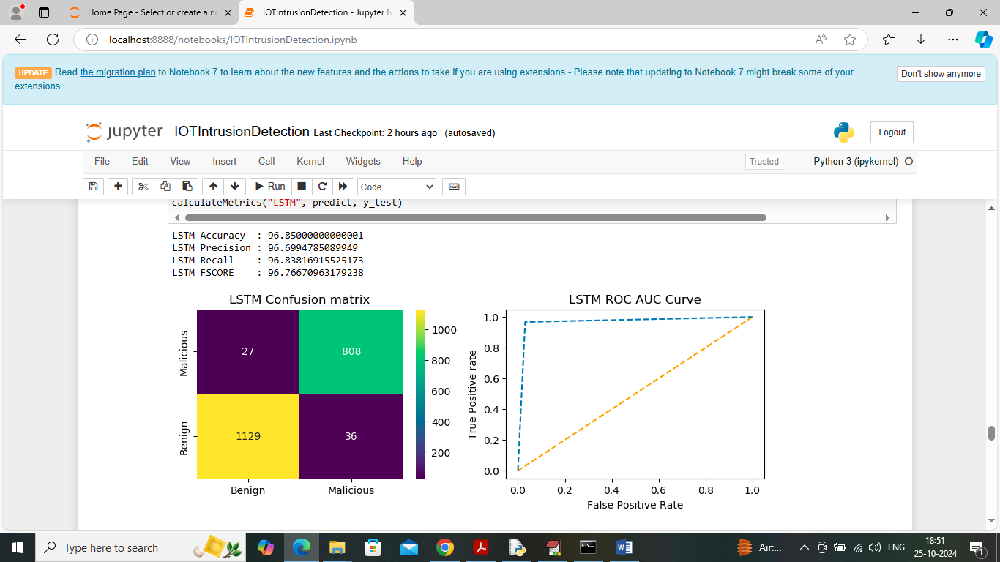 Home Page - Select or create a no
IOTIntrusionDetection - Jupyter N
localhost:8888/notebooks/IOTIntrusionDetection.ipynb
UPDATE Read the migration plan to Notebook 7 to learn about the new features and the actions to take if you are using extensions - Please note that updating to Notebook 7 might break some of your
extensions.
Don't show anymore
jupyter IOTIntrusionDetection Last Checkpoint: 2 hours ago (autosaved)
Logout
File Edit View Insert Cell Kernel Widgets Help
Trusted
Python 3 (ipykernel)
Run
Code
calculateMetrics("LSTM", predict, y_test)
LSTM Accuracy  : 96.85000000000001
LSTM Precision : 96.6994785089949
LSTM Recall    : 96.83816915525173
LSTM FSCORE    : 96.76670963179238
LSTM Confusion matrix
Malicious
27 808
Benign
1129 36
Benign Malicious
1000
800
600
400
200
LSTM ROC AUC Curve
True Positive rate
1.0
0.8
0.6
0.4
0.2
0.0
0.0 0.2 0.4 0.6 0.8 1.0
False Positive Rate
Type here to search
Air:...
ENG
18:51
25-10-2024
1